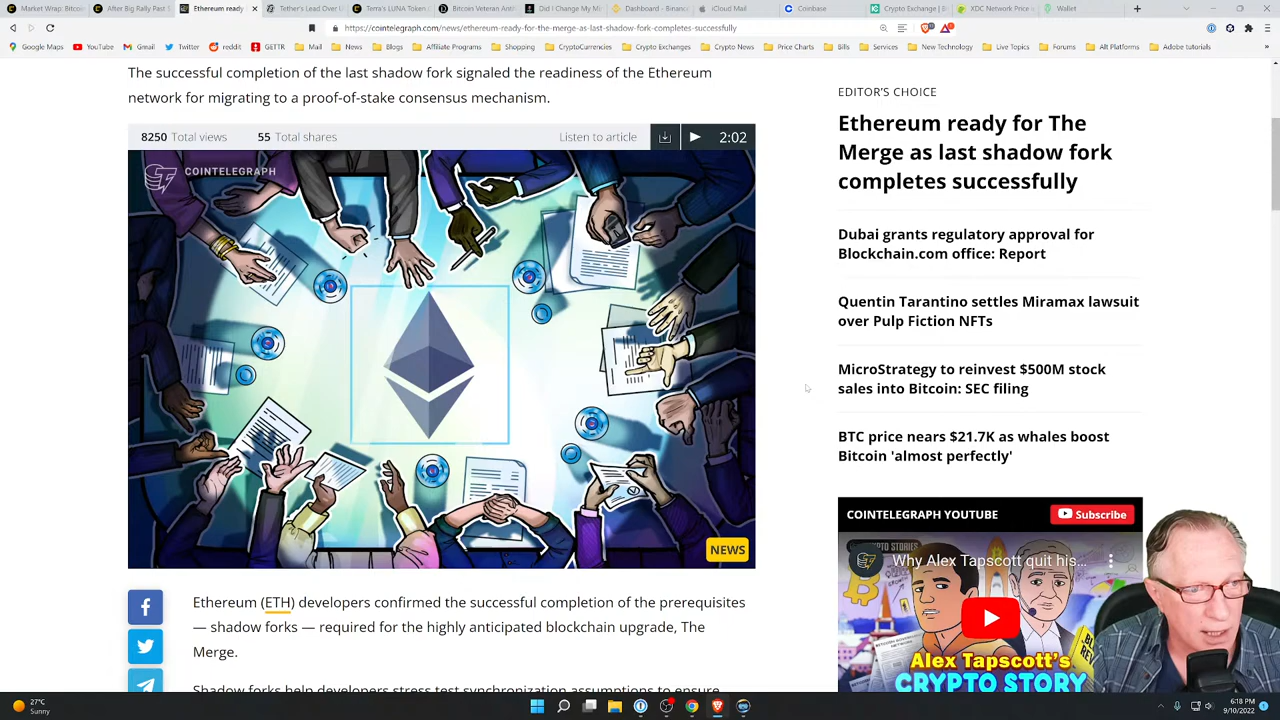 Market Wrap: Bitcoi
After Big Rally Past $
Ethereum ready
Tether's Lead Over U
Terra's LUNA Token
Bitcoin Veteran Anth
Did I Change My Mi
Dashboard - Binanc
iCloud Mail
Coinbase
Crypto Exchange | B
XDC Network Price
Wallet
https://cointelegraph.com/news/ethereum-ready-for-the-merge-as-last-shadow-fork-completes-successfully
Google Maps
YouTube
Gmail
Twitter
reddit
GETTR
Mail
News
Blogs
Affiliate Programs
Shopping
CryptoCurrencies
Crypto Exchanges
Crypto News
Price Charts
Bills
Services
New Technology
Live Topics
Forums
Alt Platforms
Adobe tutorials
The successful completion of the last shadow fork signaled the readiness of the Ethereum
network for migrating to a proof-of-stake consensus mechanism.
8250 Total views
55 Total shares
Listen to article
2:02
COINTELEGRAPH
NEWS
Ethereum (ETH) developers confirmed the successful completion of the prerequisites
— shadow forks — required for the highly anticipated blockchain upgrade, The
Merge.
Shadow forks help developers stress test synchronization assumptions to ensure
EDITOR'S CHOICE
Ethereum ready for The
Merge as last shadow fork
completes successfully
Dubai grants regulatory approval for
Blockchain.com office: Report
Quentin Tarantino settles Miramax lawsuit
over Pulp Fiction NFTs
MicroStrategy to reinvest $500M stock
sales into Bitcoin: SEC filing
BTC price nears $21.7K as whales boost
Bitcoin 'almost perfectly'
COINTELEGRAPH YOUTUBE
Subscribe
CRYPTO STORIES
Why Alex Tapscott quit his...
Alex Tapscott's
CRYPTO STORY
27°C
Sunny
6:18 PM
9/10/2022